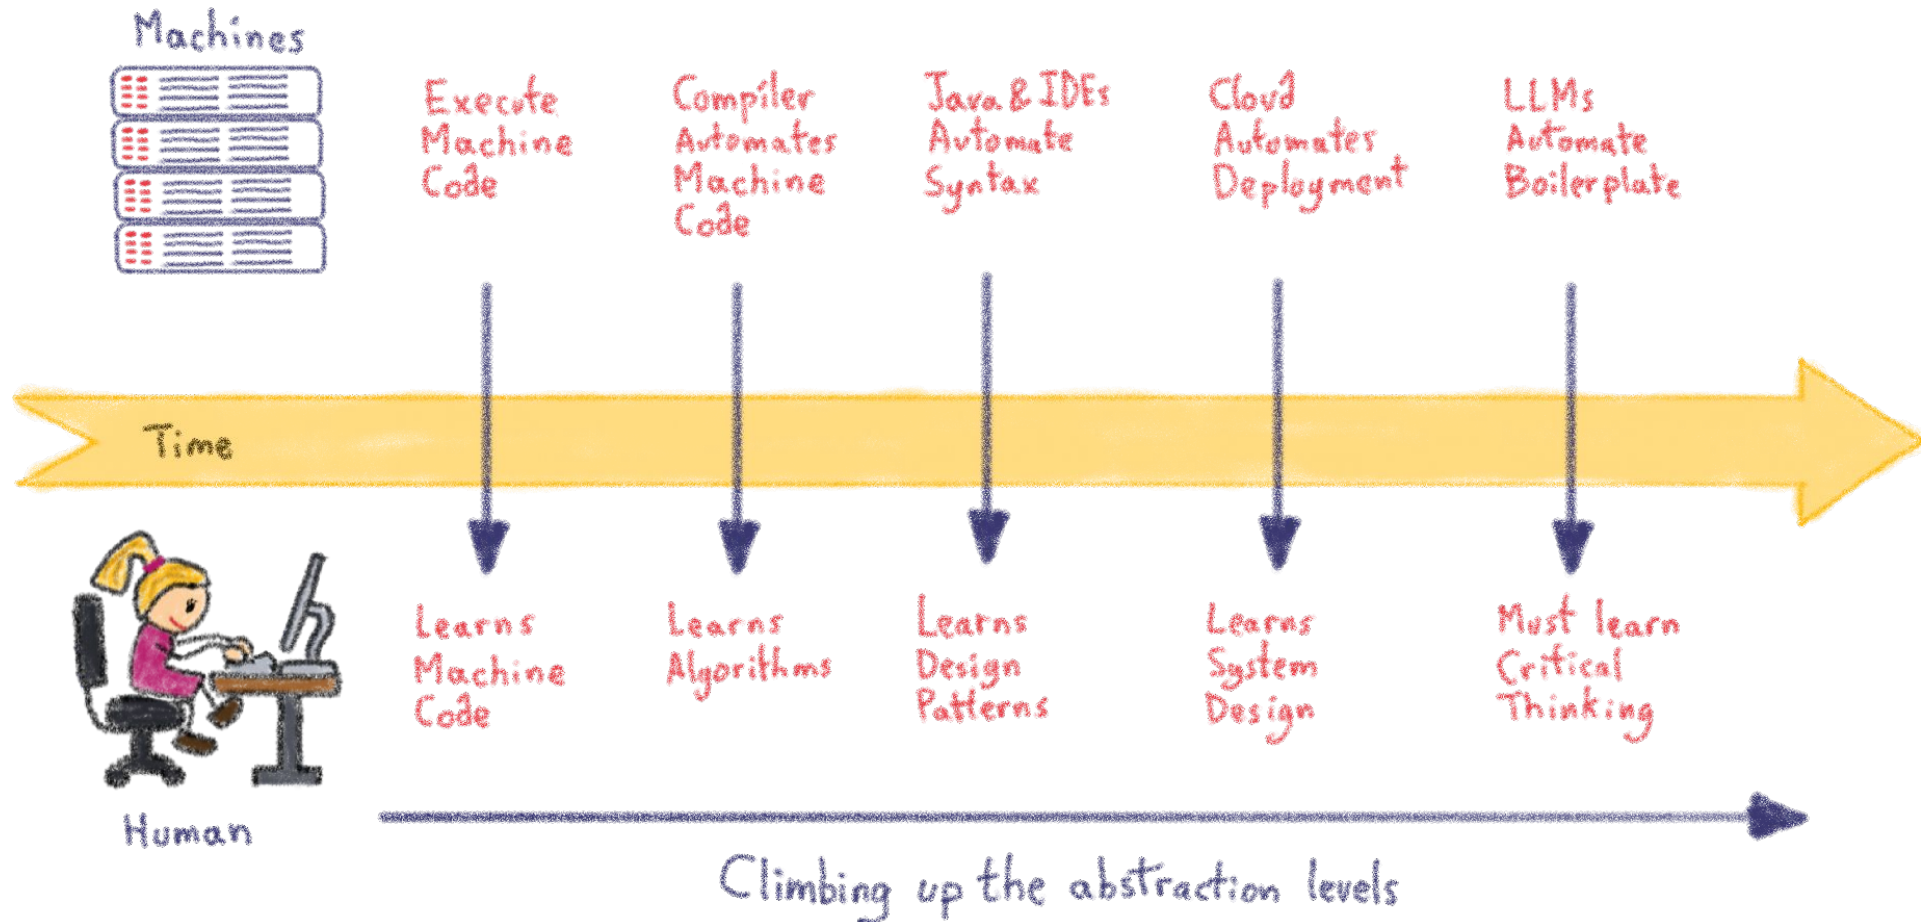 Machines
Execute
Machine
Code
Compiler
Automates
Machine
Code
Java & IDEs
Automate
Syntax
Cloud
Automates
Deployment
LLMs
Automate
Boilerplate
Time
Human
Learns
Machine
Code
Learns
Algorithms
Learns
Design
Patterns
Learns
System
Design
Must learn
Critical
Thinking
Climbing up the abstraction levels